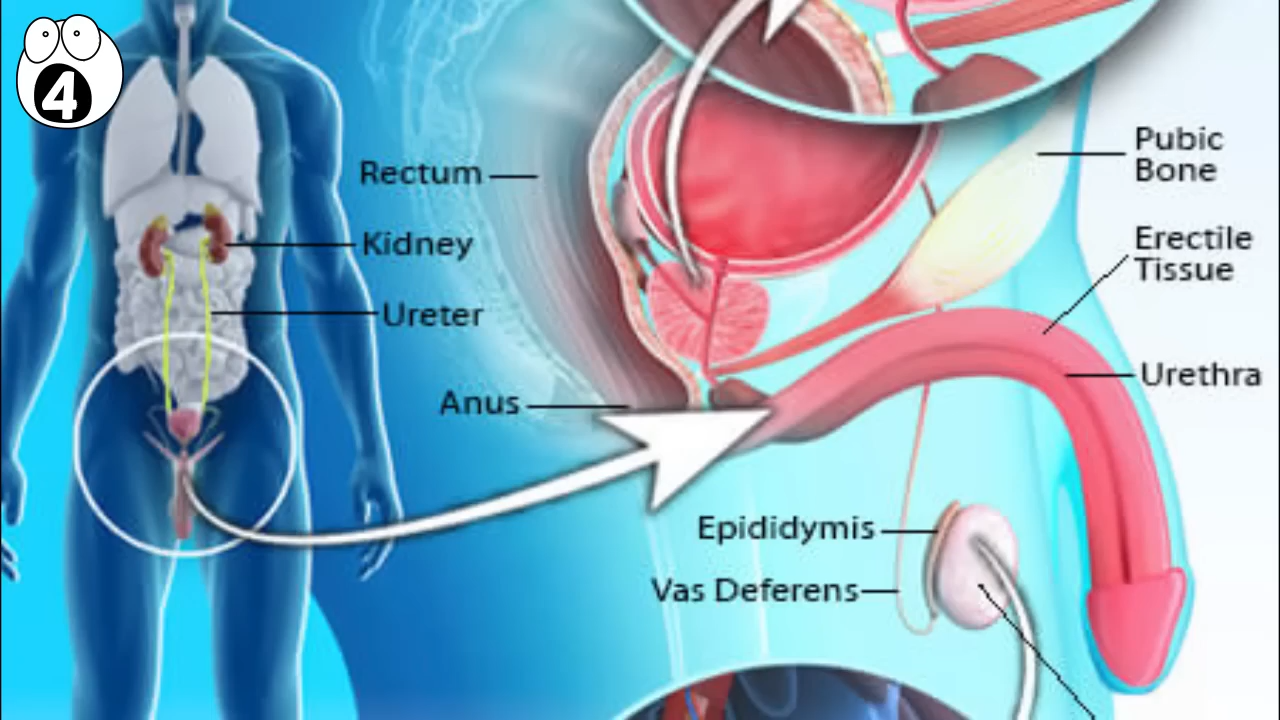 4
Rectum
Kidney
Ureter
Anus
Pubic
Bone
Erectile
Tissue
Urethra
Epididymis
Vas Deferens